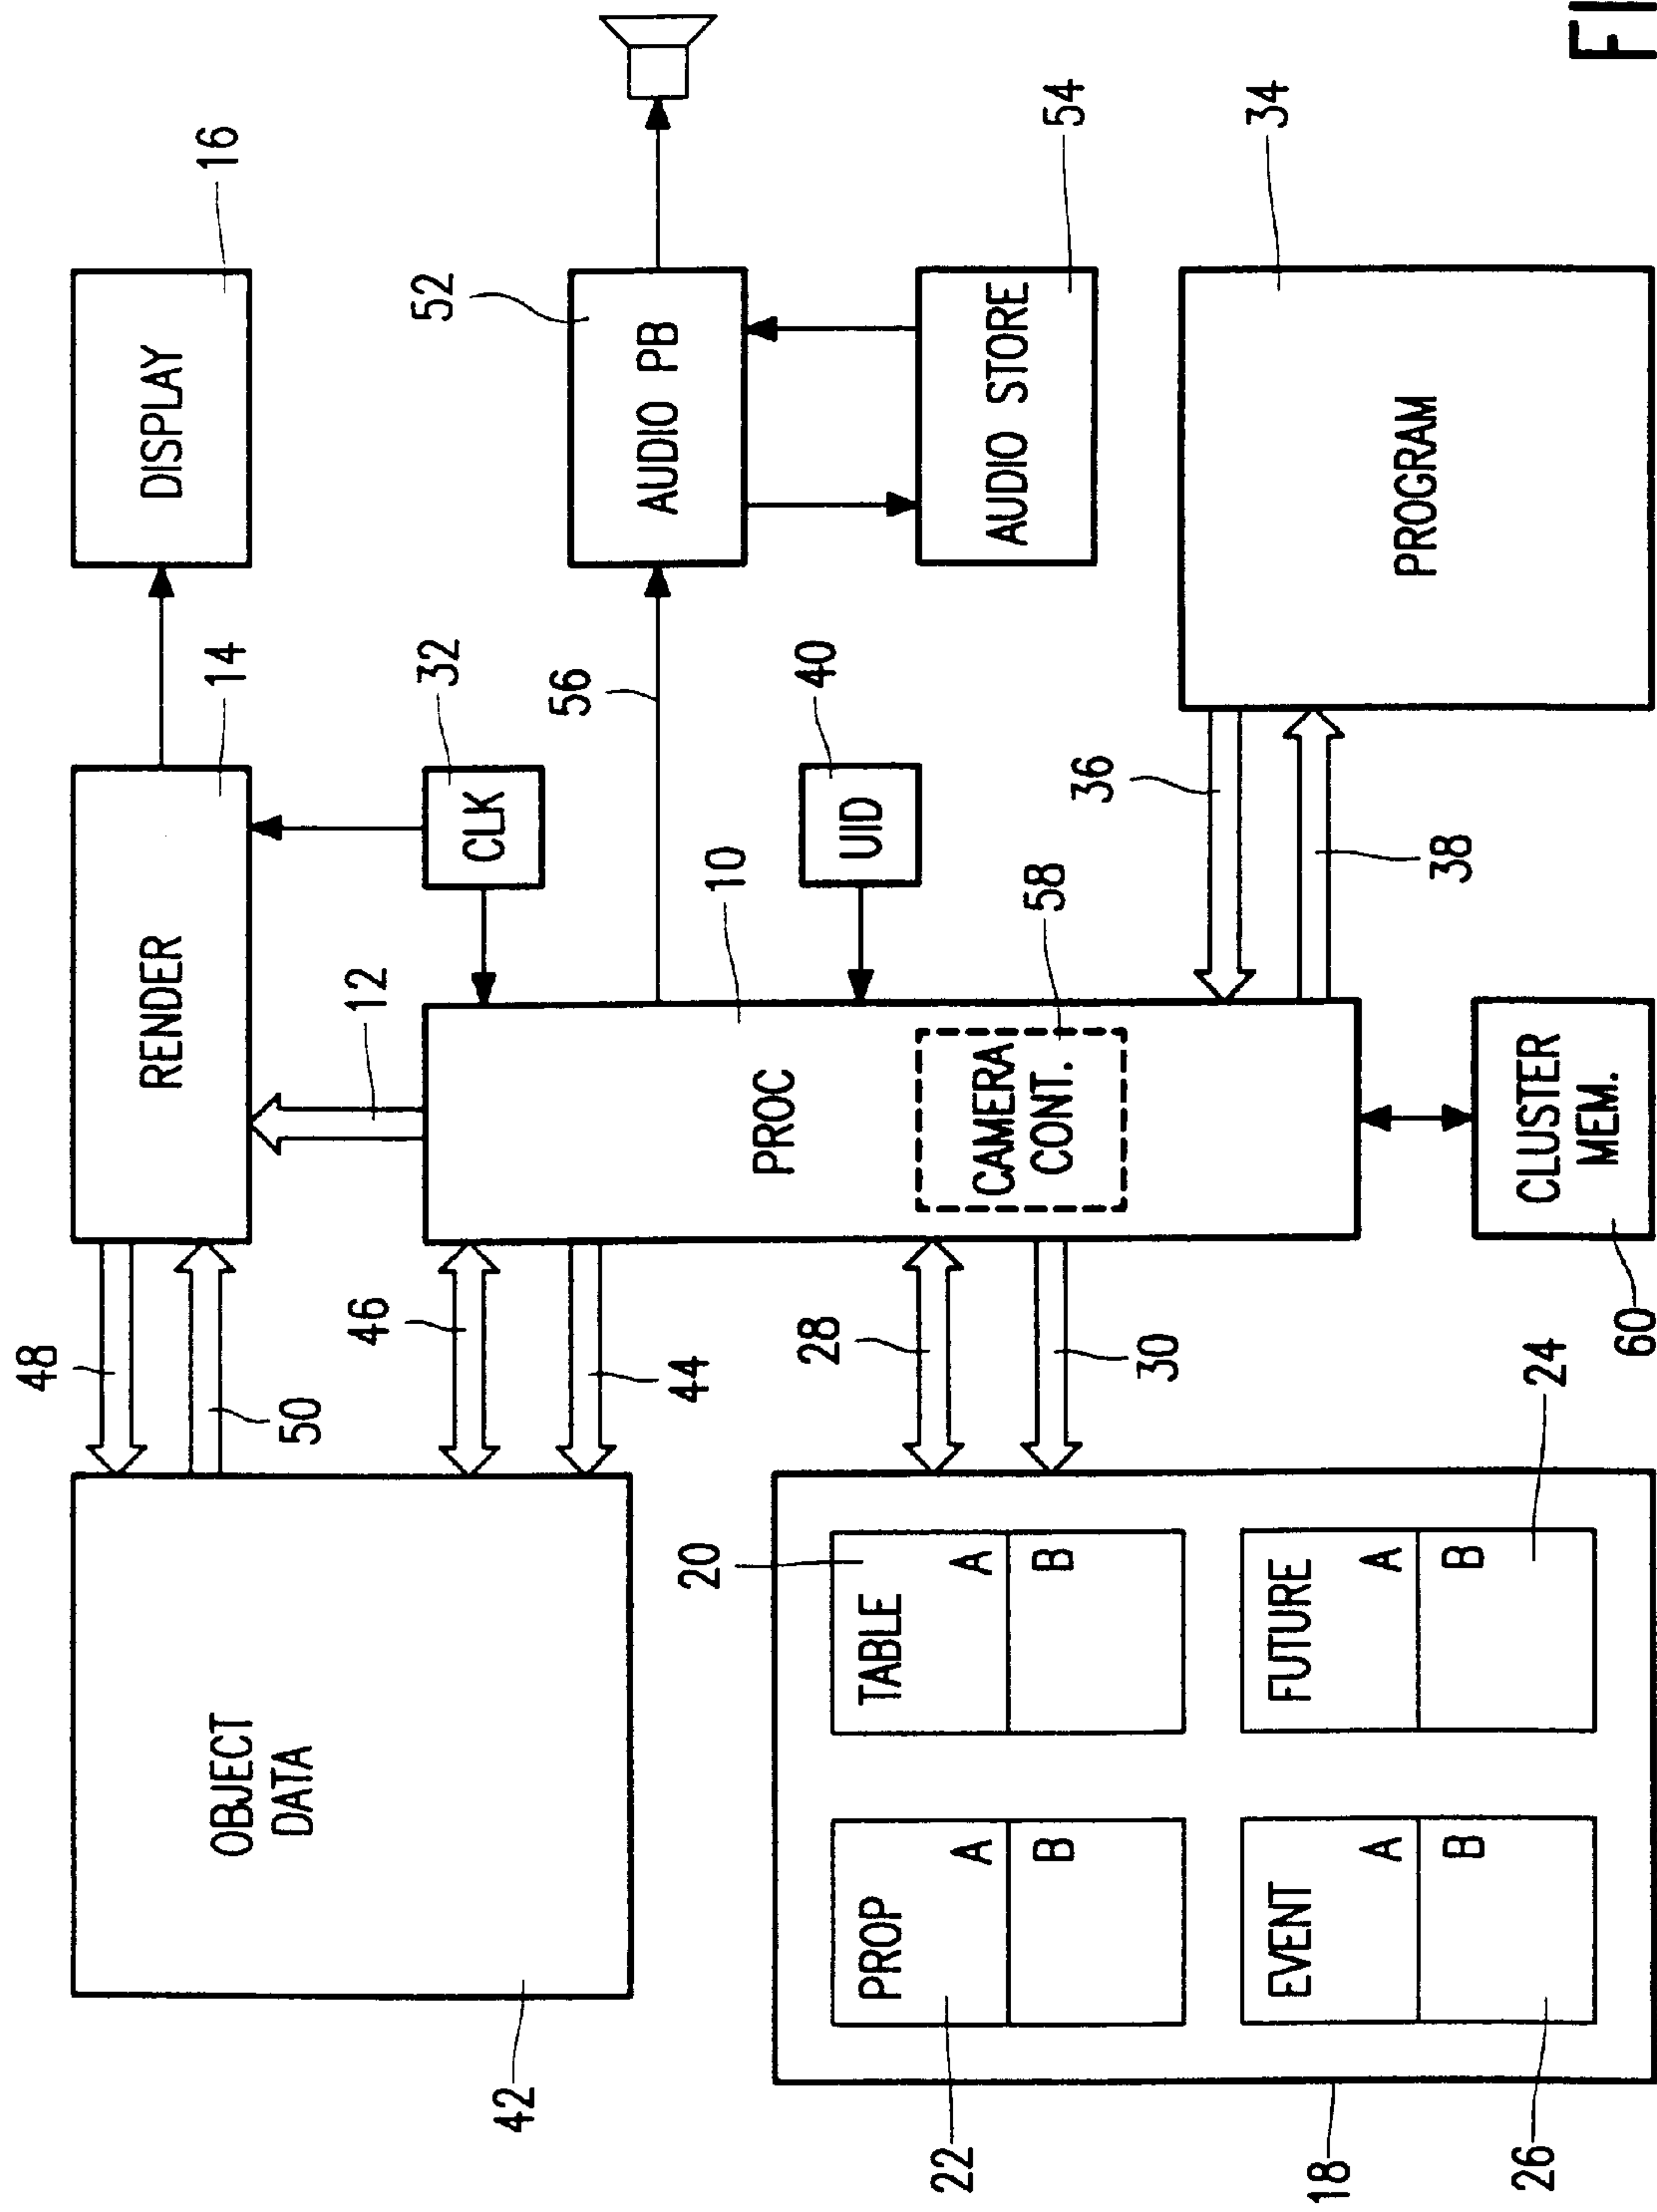 48
OBJECT
DATA
50
42
RENDER
14
DISPLAY
16
12
46
44
32
CLK
52
AUDIO PB
56
10
PROC
40
UID
CAMERA
CONT.
58
AUDIO STORE
54
28
30
20
TABLE
A
B
PROP
A
B
22
FUTURE
A
B
24
EVENT
A
B
26
18
36
38
PROGRAM
34
CLUSTER
MEM.
60
FI